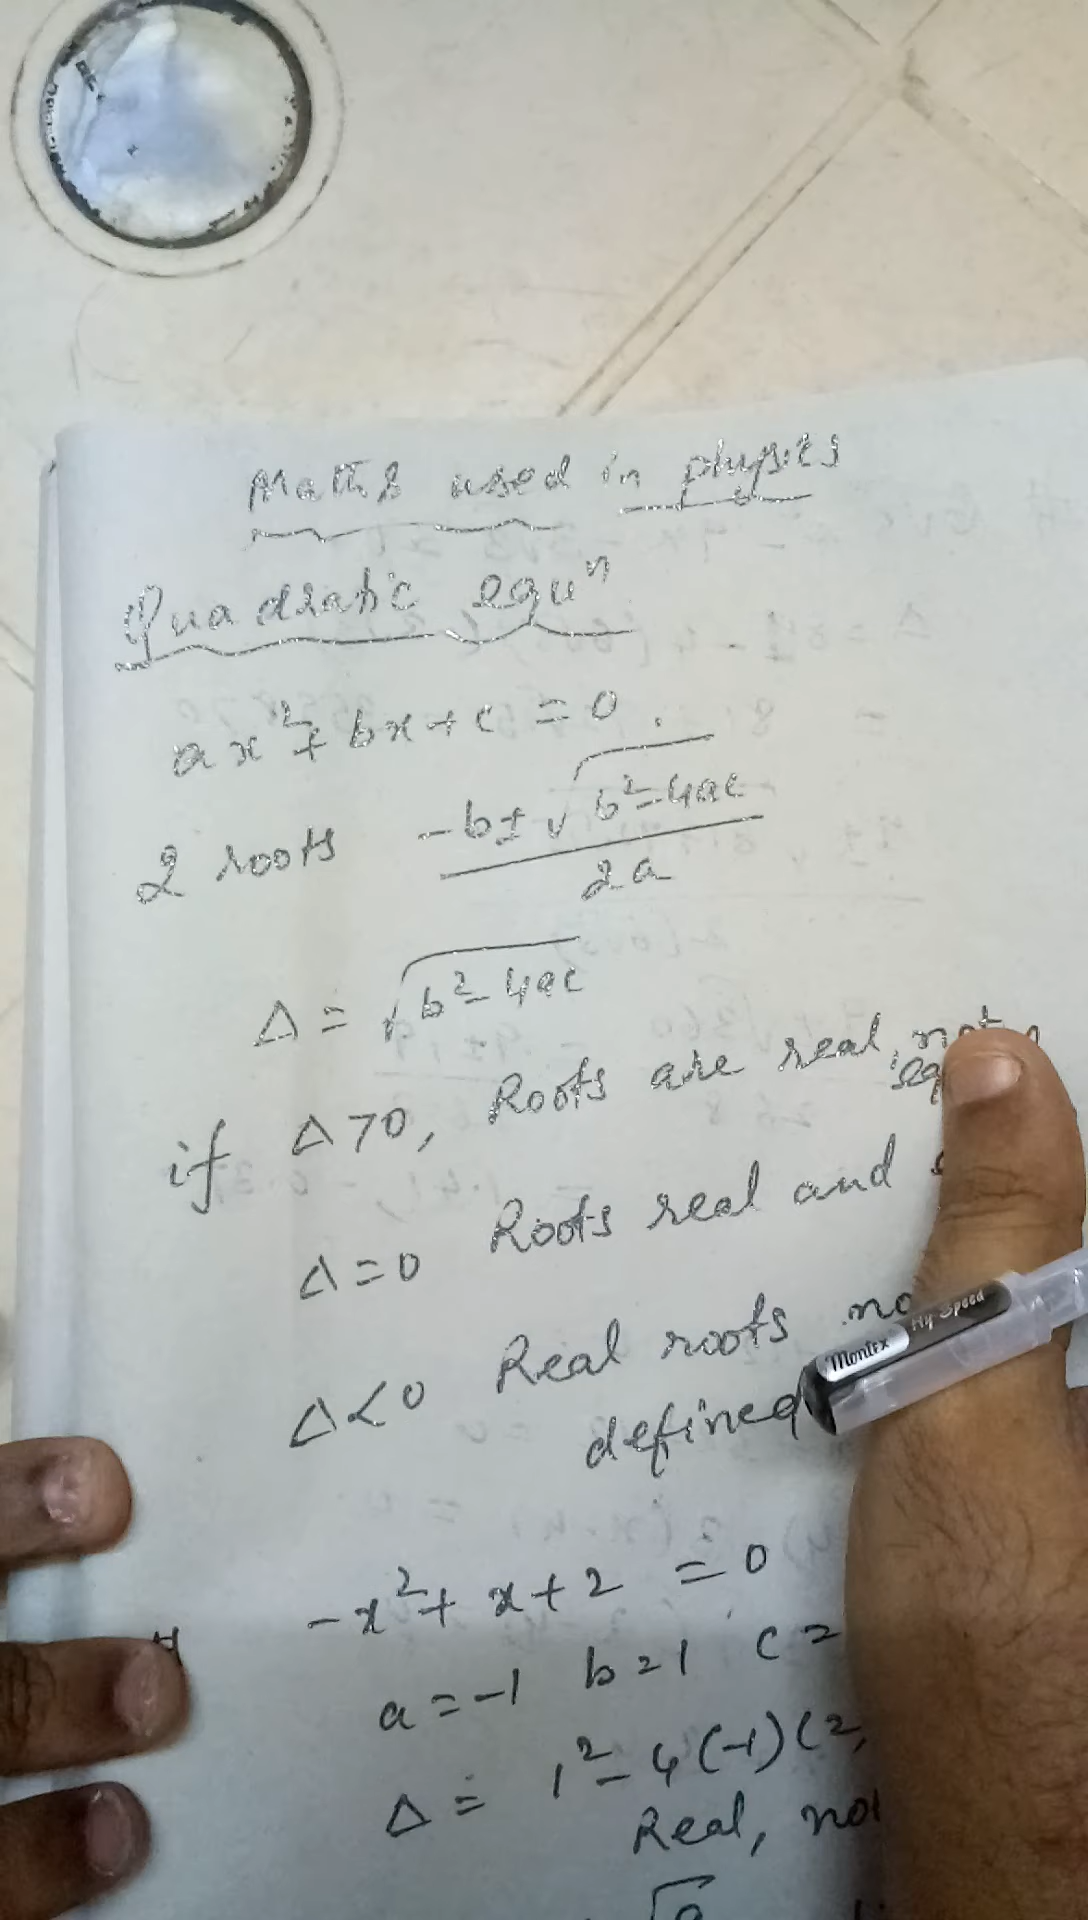 Maths used in physics
Quadratic equⁿ
ax² + bx + c = 0.
2 roots -b ± √b²-4ac / 2a
Δ = √b²-4ac
if Δ>0, Roots are real, not
Δ=0 Roots real and
Δ<0 Real roots
defined
Montex Hy Speed
-x² + x + 2 = 0
a = -1 b = 1 c =
Δ = 1² - 4(-1)(2
Real, not